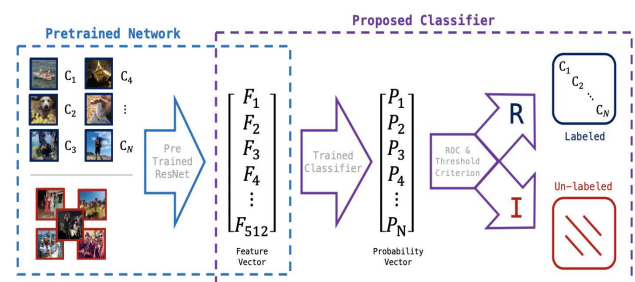 Proposed Classifier
Pretrained Network
C1 C4
C2 ⋮
C3 CN
Pre
Trained
ResNet
F1
F2
F3
F4
⋮
F512
Feature
Vector
Trained
Classifier
P1
P2
P3
P4
⋮
PN
Probability
Vector
ROC &
Threshold
Criterion
R
I
C1
C2
⋱
CN
Labeled
Un-labeled